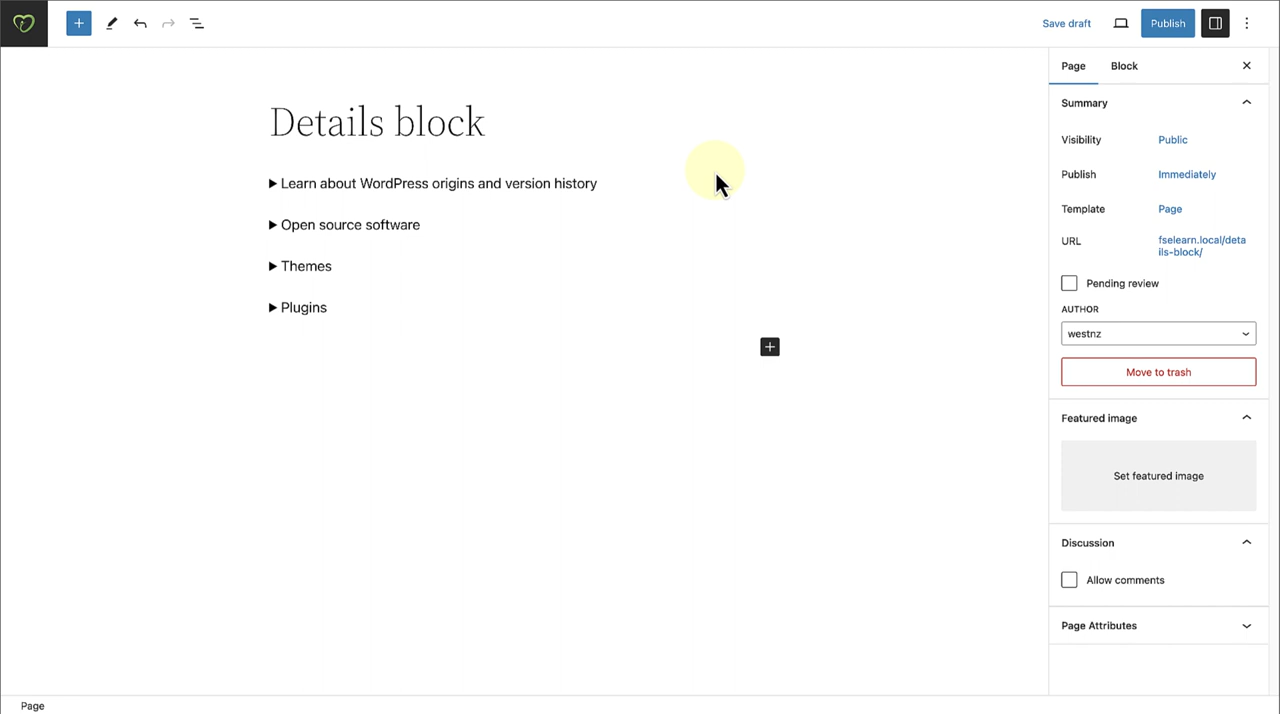 Save draft
Publish
Page
Block
Details block
Learn about WordPress origins and version history
Open source software
Themes
Plugins
Summary
Visibility
Public
Publish
Immediately
Template
Page
URL
fselearn.local/deta
ils-block/
Pending review
AUTHOR
westnz
Move to trash
Featured image
Set featured image
Discussion
Allow comments
Page Attributes
Page